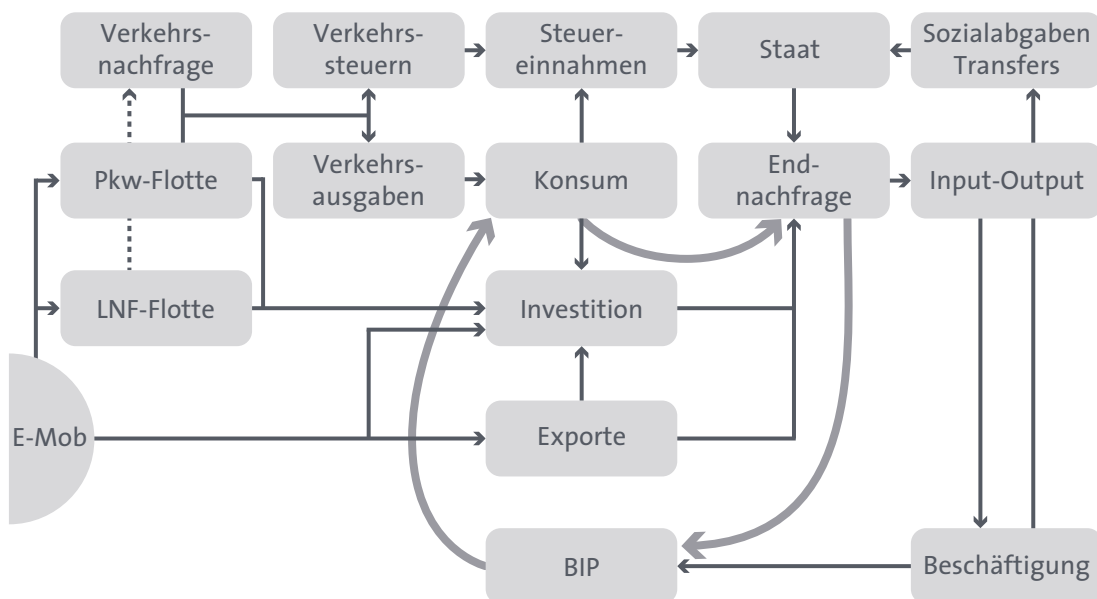 Verkehrs-
nachfrage
Verkehrs-
steuern
Steuer-
einnahmen
Staat
Sozialabgaben
Transfers
Pkw-Flotte
Verkehrs-
ausgaben
Konsum
End-
nachfrage
Input-Output
LNF-Flotte
Investition
E-Mob
Exporte
BIP
Beschäftigung